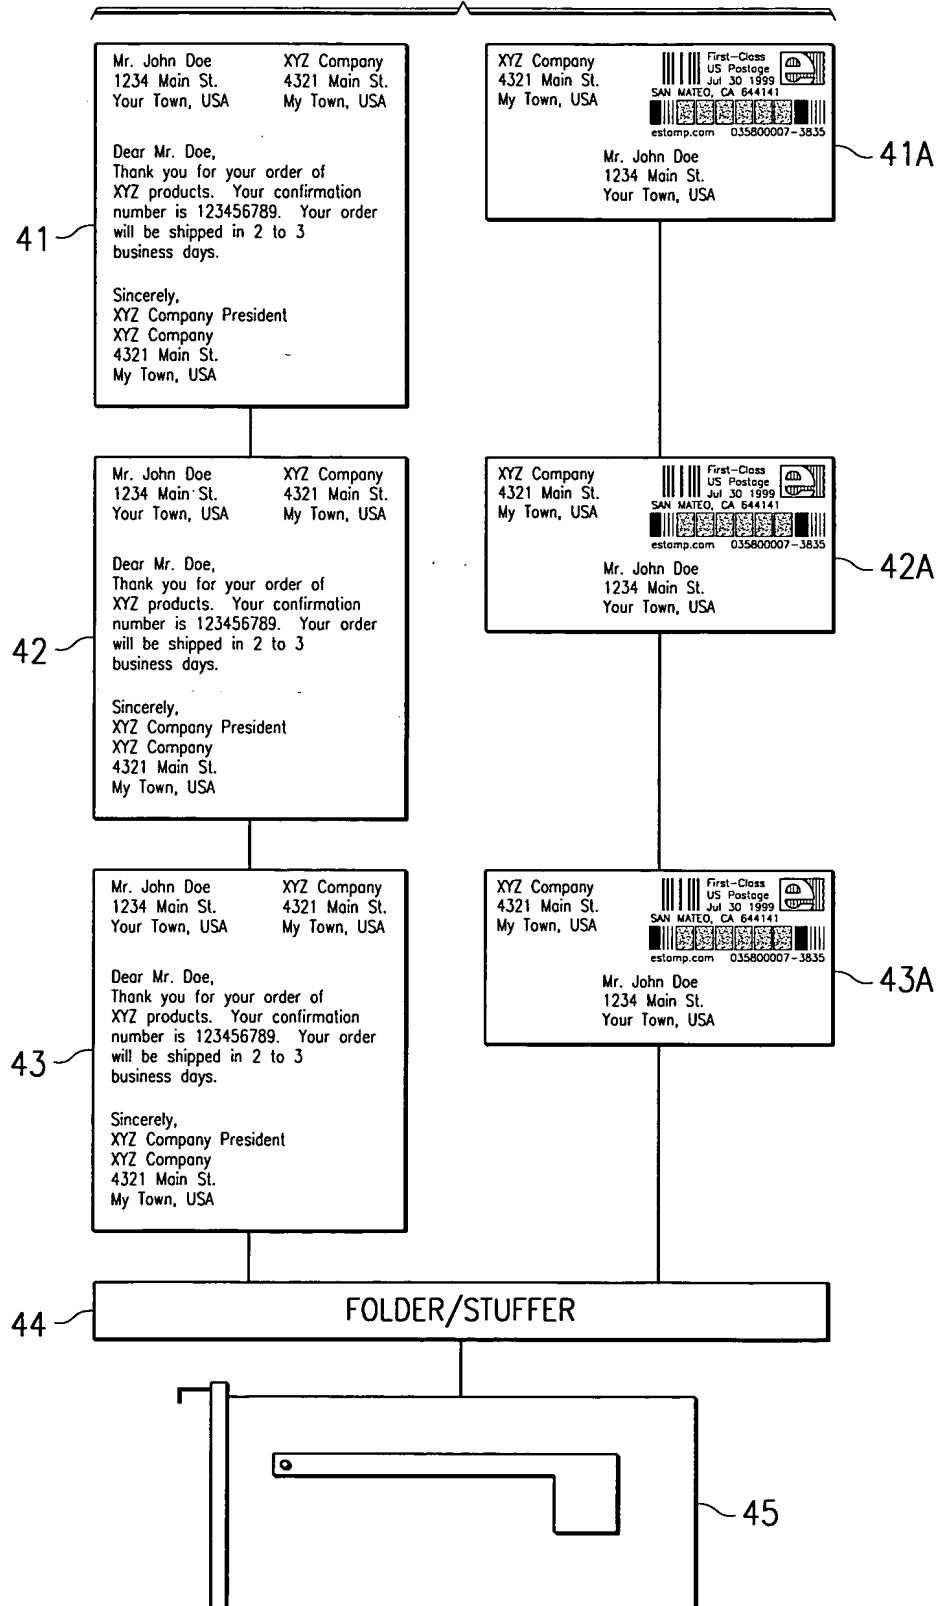 Mr. John Doe XYZ Company
1234 Main St. 4321 Main St.
Your Town, USA My Town, USA
Dear Mr. Doe,
Thank you for your order of
XYZ products. Your confirmation
number is 123456789. Your order
will be shipped in 2 to 3
business days.
Sincerely,
XYZ Company President
XYZ Company
4321 Main St.
My Town, USA
41
XYZ Company
4321 Main St.
My Town, USA
First-Class
US Postage
Jul 30 1999
SAN MATEO, CA 644141
estamp.com 035800007-3835
Mr. John Doe
1234 Main St.
Your Town, USA
41A
Mr. John Doe XYZ Company
1234 Main St. 4321 Main St.
Your Town, USA My Town, USA
Dear Mr. Doe,
Thank you for your order of
XYZ products. Your confirmation
number is 123456789. Your order
will be shipped in 2 to 3
business days.
Sincerely,
XYZ Company President
XYZ Company
4321 Main St.
My Town, USA
42
XYZ Company
4321 Main St.
My Town, USA
First-Class
US Postage
Jul 30 1999
SAN MATEO, CA 644141
estamp.com 035800007-3835
Mr. John Doe
1234 Main St.
Your Town, USA
42A
Mr. John Doe XYZ Company
1234 Main St. 4321 Main St.
Your Town, USA My Town, USA
Dear Mr. Doe,
Thank you for your order of
XYZ products. Your confirmation
number is 123456789. Your order
will be shipped in 2 to 3
business days.
Sincerely,
XYZ Company President
XYZ Company
4321 Main St.
My Town, USA
43
XYZ Company
4321 Main St.
My Town, USA
First-Class
US Postage
Jul 30 1999
SAN MATEO, CA 644141
estamp.com 035800007-3835
Mr. John Doe
1234 Main St.
Your Town, USA
43A
44
FOLDER/STUFFER
45